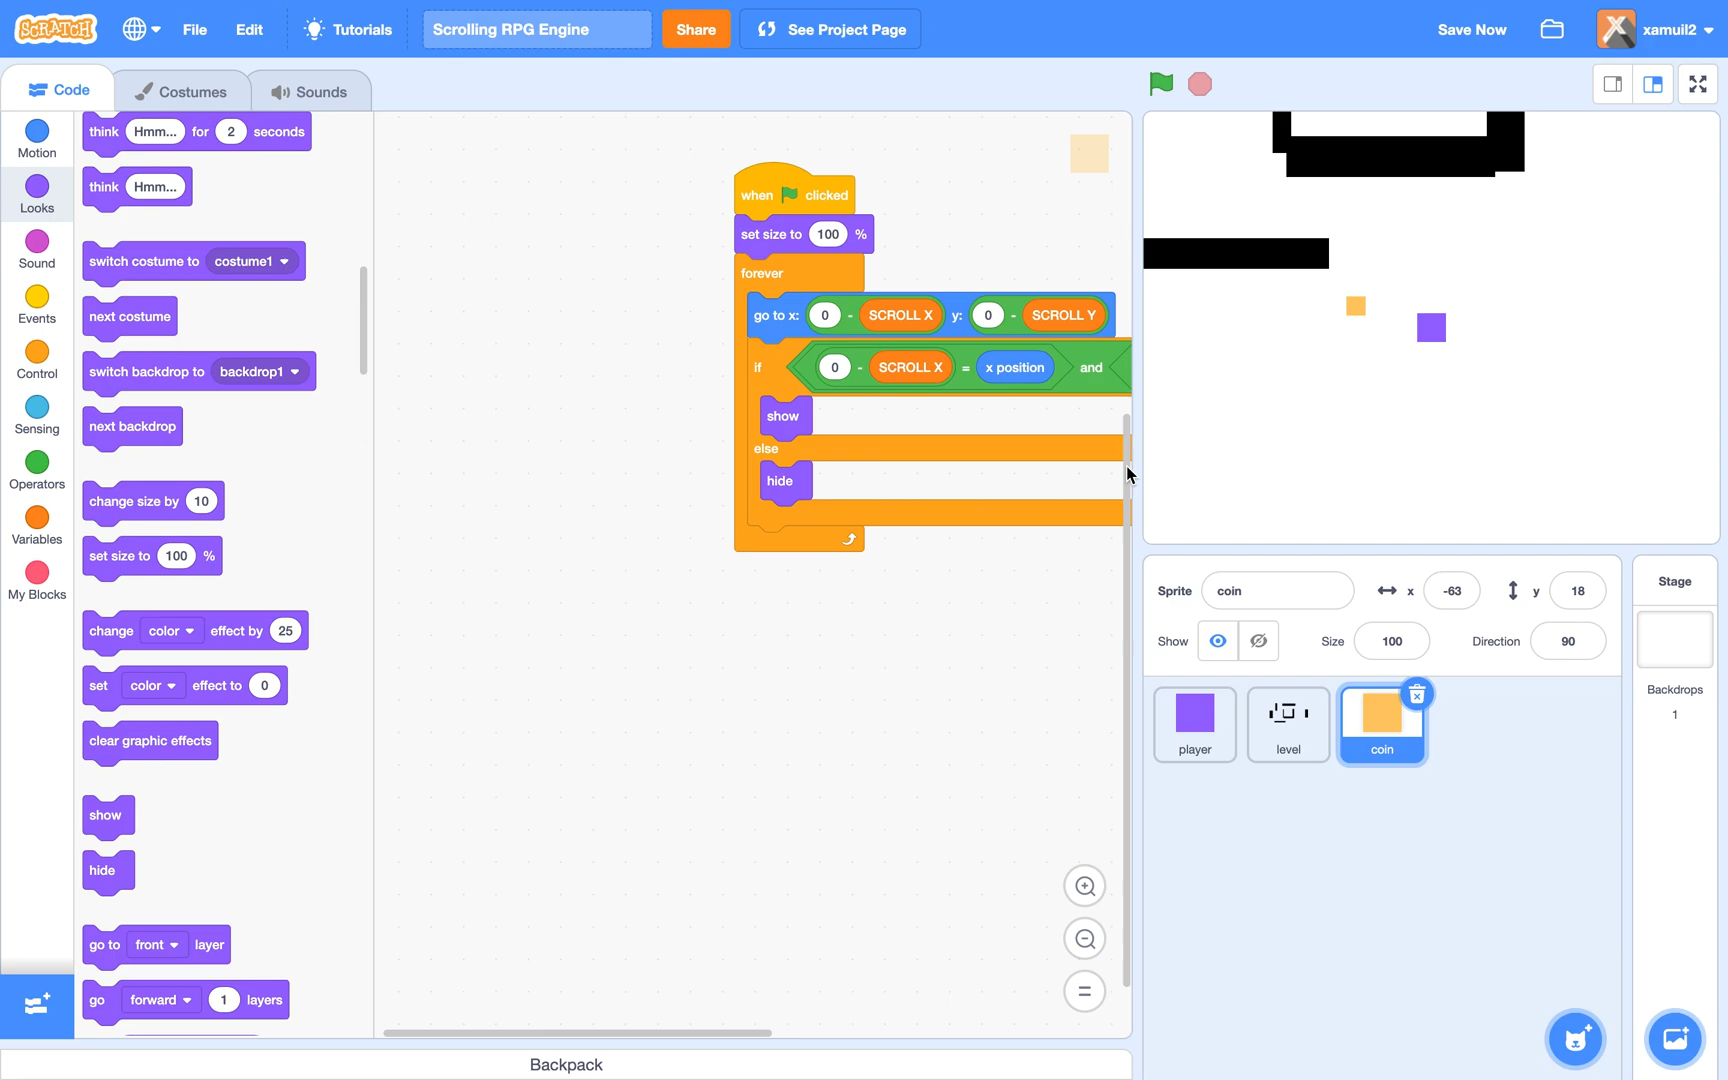 SCRATCH File Edit Tutorials Scrolling RPG Engine Share See Project Page Save Now xamuil2
Code Costumes Sounds
Motion
Looks
Sound
Events
Control
Sensing
Operators
Variables
My Blocks
think Hmm... for 2 seconds
think Hmm...
switch costume to costume1
next costume
switch backdrop to backdrop1
next backdrop
change size by 10
set size to 100 %
change color effect by 25
set color effect to 0
clear graphic effects
show
hide
go to front layer
go forward 1 layers
when clicked
set size to 100 %
forever
go to x: 0 - SCROLL X y: 0 - SCROLL Y
if 0 - SCROLL X = x position and
show
else
hide
Backpack
Sprite coin x -63 y 18
Show Size 100 Direction 90
player level coin
Stage
Backdrops
1